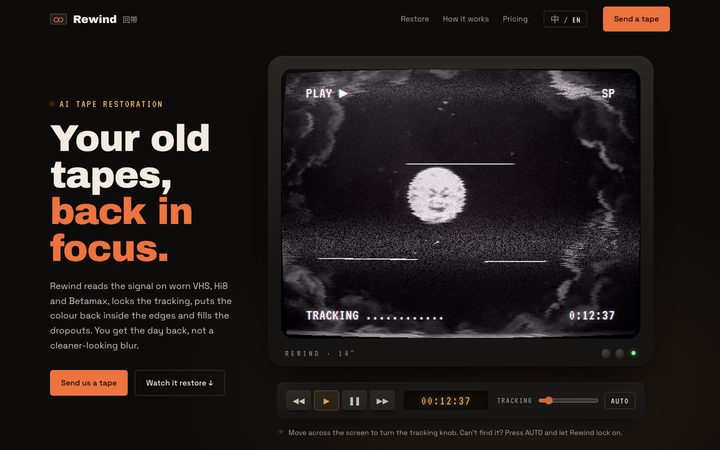 Rewind 回带
Restore How it works Pricing 中 / EN Send a tape
AI TAPE RESTORATION
Your old
tapes,
back in
focus.
Rewind reads the signal on worn VHS, Hi8
and Betamax, locks the tracking, puts the
colour back inside the edges and fills the
dropouts. You get the day back, not a
cleaner-looking blur.
Send us a tape Watch it restore ↓
PLAY ▶ SP
TRACKING ............ 0:12:37
REWIND · 14"
00:12:37 TRACKING AUTO
☞ Move across the screen to turn the tracking knob. Can't find it? Press AUTO and let Rewind lock on.